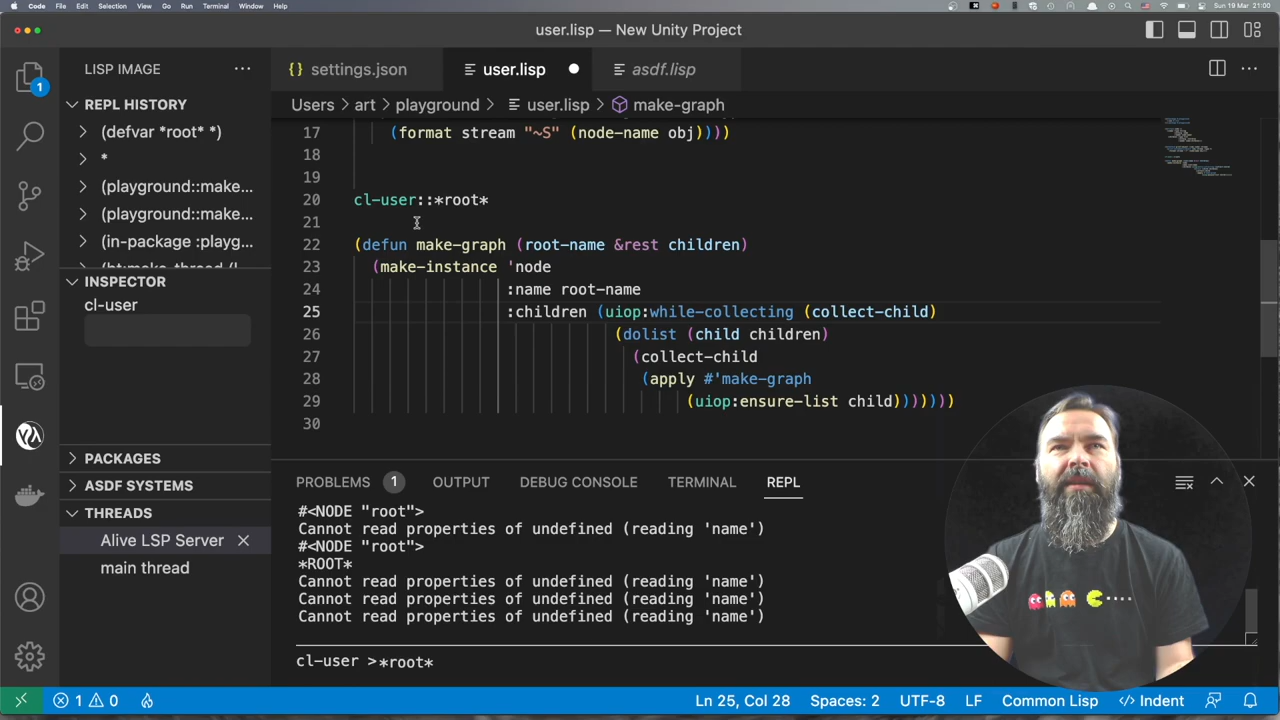 Code File Edit Selection View Go Run Terminal Window Help Sun 19 Mar 21:00
user.lisp — New Unity Project
LISP IMAGE ···
{} settings.json
user.lisp
asdf.lisp
Users > art > playground > user.lisp > make-graph
1
REPL HISTORY
(defvar *root* *)
*
(playground::make...
(playground::make...
(in-package :playg...
INSPECTOR
cl-user
PACKAGES
ASDF SYSTEMS
THREADS
Alive LSP Server
main thread
17 (format stream "~S" (node-name obj))))
18
19
20 cl-user::*root*
21
22 (defun make-graph (root-name &rest children)
23 (make-instance 'node
24 :name root-name
25 :children (uiop:while-collecting (collect-child)
26 (dolist (child children)
27 (collect-child
28 (apply #'make-graph
29 (uiop:ensure-list child)))))))
30
PROBLEMS 1 OUTPUT DEBUG CONSOLE TERMINAL REPL
#<NODE "root">
Cannot read properties of undefined (reading 'name')
#<NODE "root">
*ROOT*
Cannot read properties of undefined (reading 'name')
Cannot read properties of undefined (reading 'name')
Cannot read properties of undefined (reading 'name')
cl-user >*root*
1 0 Ln 25, Col 28 Spaces: 2 UTF-8 LF Common Lisp </> Indent